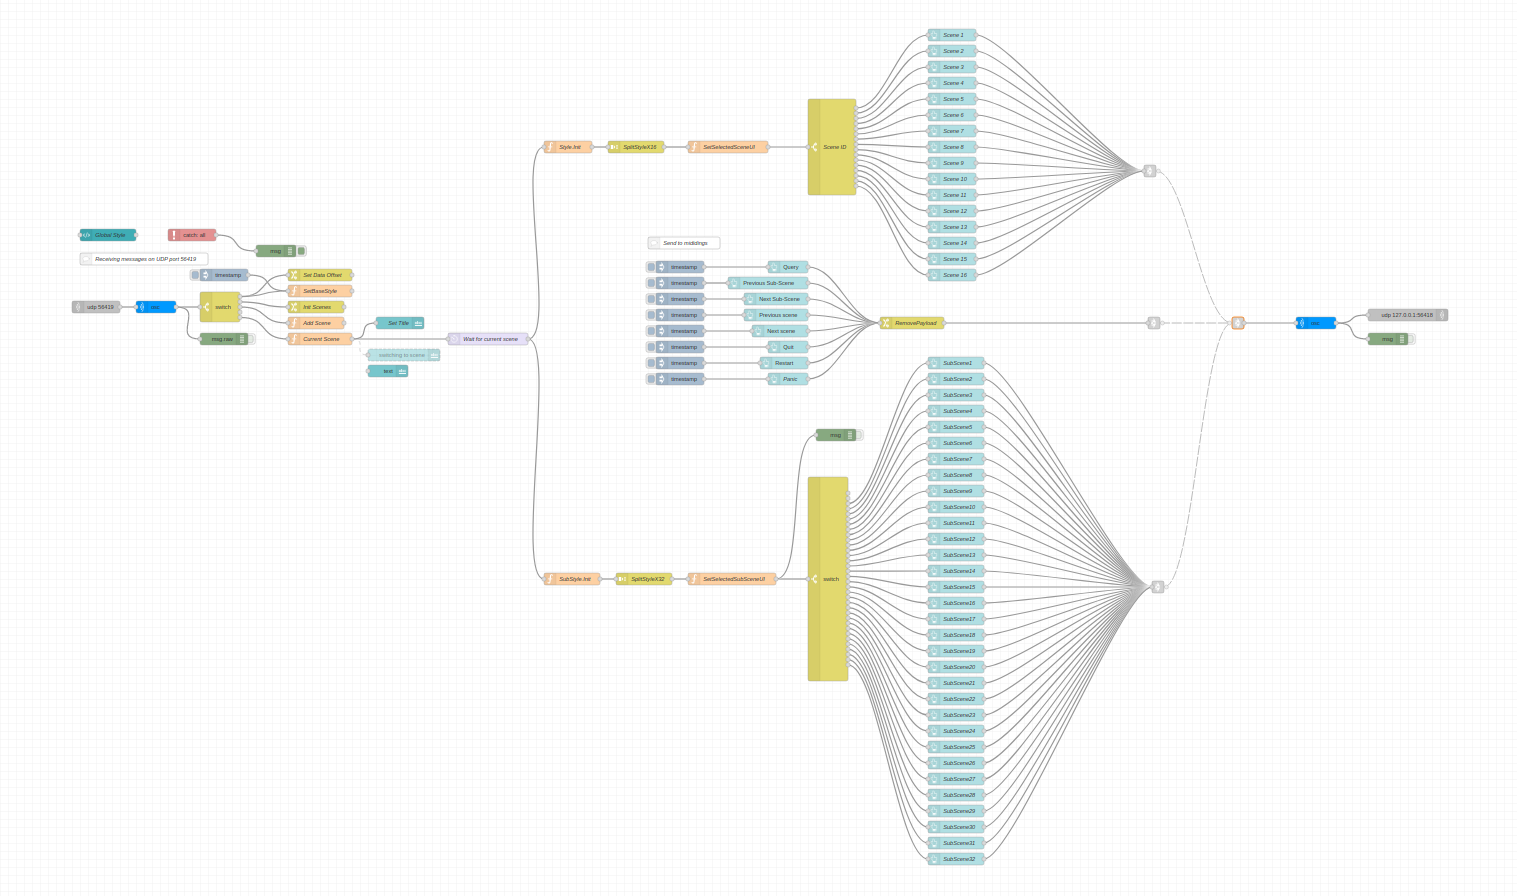 Global Style
catch: all
msg
Receiving messages on UDP port 56419
timestamp
Set Data Offset
SetBaseStyle
udp 56419
osc
switch
Init Scenes
Add Scene
Set Title
msg.raw
Current Scene
switching to scene
text
Wait for current scene
Style.Init
SplitStyleX16
SetSelectedSceneUI
Scene ID
Scene 1
Scene 2
Scene 3
Scene 4
Scene 5
Scene 6
Scene 7
Scene 8
Scene 9
Scene 10
Scene 11
Scene 12
Scene 13
Scene 14
Scene 15
Scene 16
Send to mididings
timestamp
Query
timestamp
Previous Sub-Scene
timestamp
Next Sub-Scene
timestamp
Previous scene
timestamp
Next scene
timestamp
Quit
timestamp
Restart
timestamp
Panic
RemovePayload
osc
udp 127.0.0.1:56418
msg
msg
SubStyle.Init
SplitStyleX32
SetSelectedSubSceneUI
switch
SubScene1
SubScene2
SubScene3
SubScene4
SubScene5
SubScene6
SubScene7
SubScene8
SubScene9
SubScene10
SubScene11
SubScene12
SubScene13
SubScene14
SubScene15
SubScene16
SubScene17
SubScene18
SubScene19
SubScene20
SubScene21
SubScene22
SubScene23
SubScene24
SubScene25
SubScene26
SubScene27
SubScene28
SubScene29
SubScene30
SubScene31
SubScene32